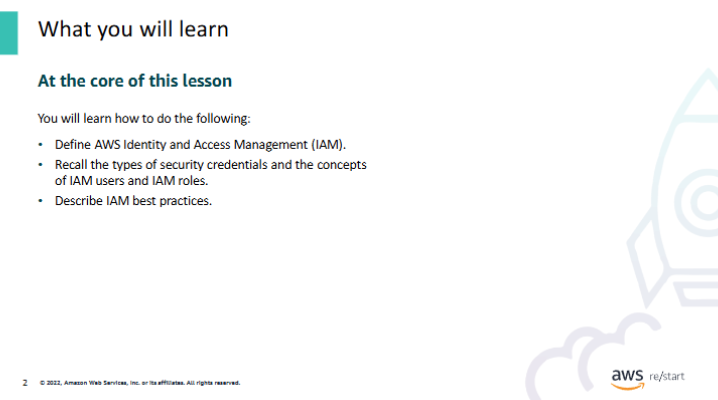 What you will learn
At the core of this lesson
You will learn how to do the following:
• Define AWS Identity and Access Management (IAM).
• Recall the types of security credentials and the concepts
of IAM users and IAM roles.
• Describe IAM best practices.
2 © 2022, Amazon Web Services, Inc. or its affiliates. All rights reserved.
aws re/start